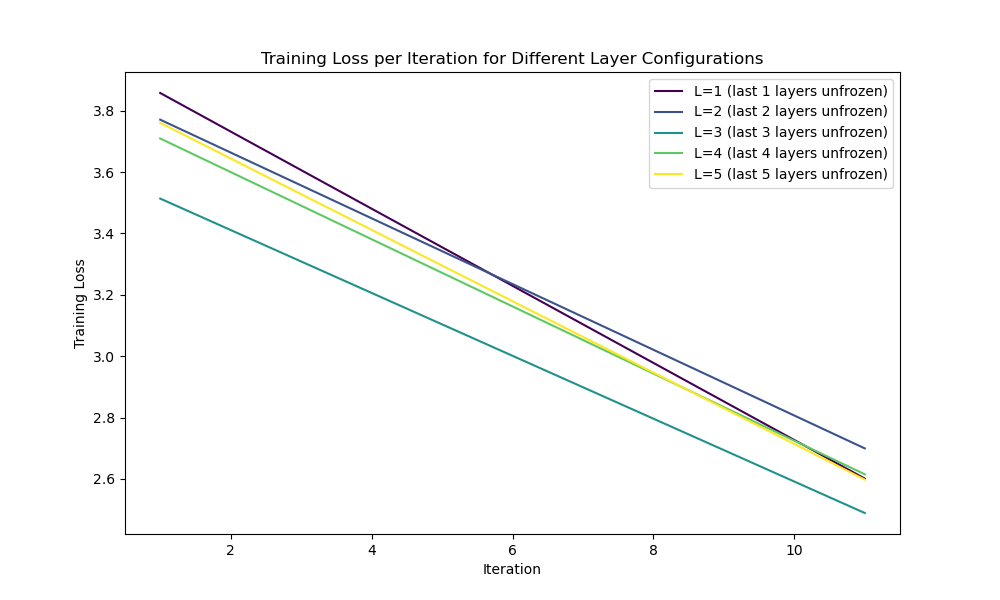 Training Loss per Iteration for Different Layer Configurations
L=1 (last 1 layers unfrozen)
L=2 (last 2 layers unfrozen)
L=3 (last 3 layers unfrozen)
L=4 (last 4 layers unfrozen)
L=5 (last 5 layers unfrozen)
Training Loss
3.8
3.6
3.4
3.2
3.0
2.8
2.6
2 4 6 8 10
Iteration